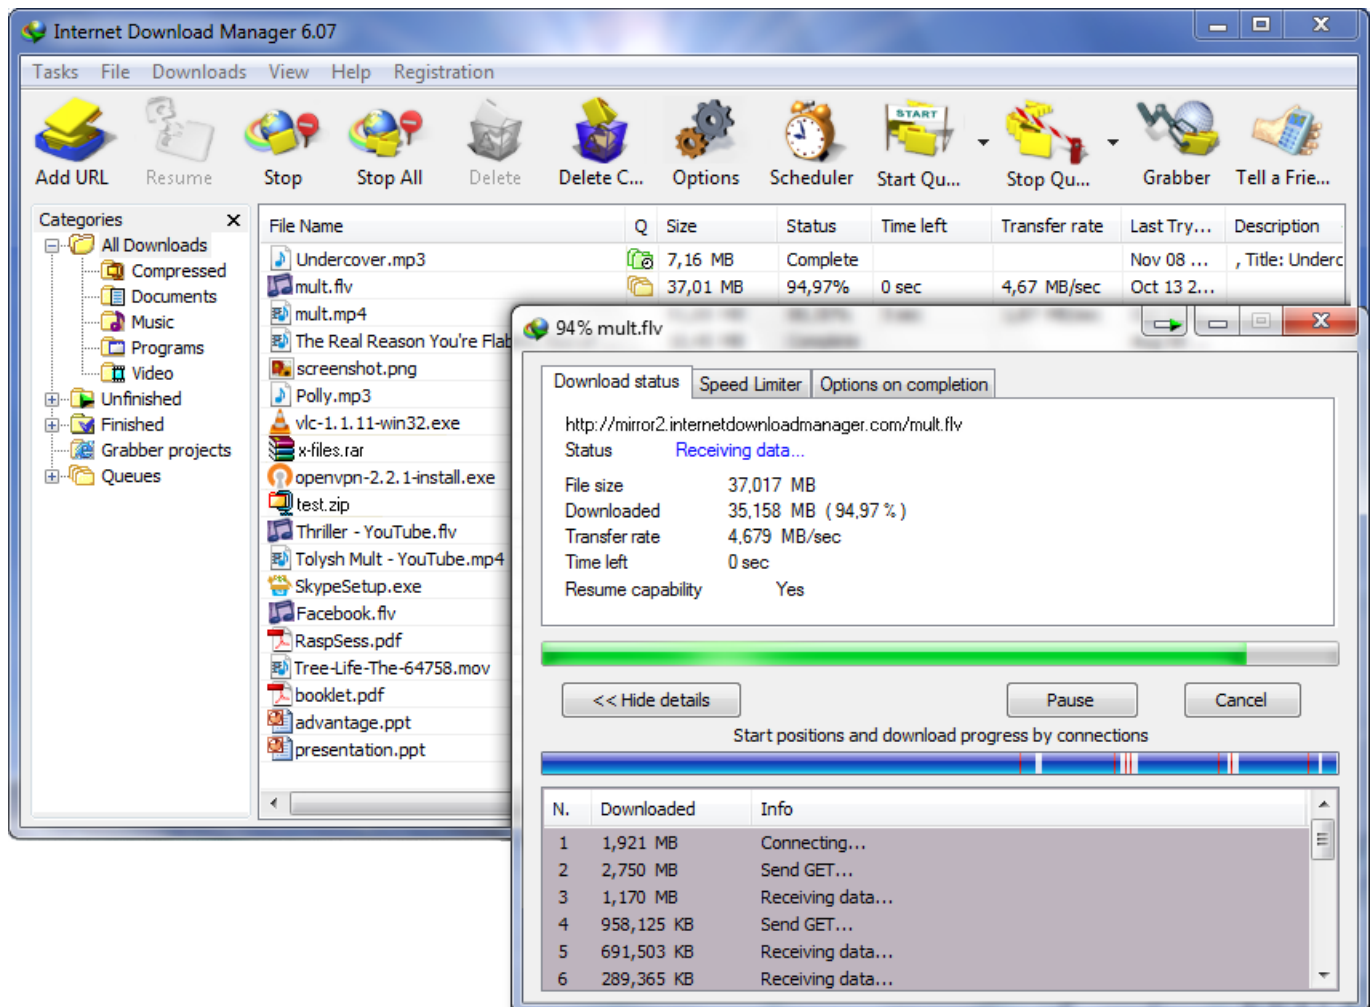 Internet Download Manager 6.07
Tasks File Downloads View Help Registration
START
Add URL Resume Stop Stop All Delete Delete C... Options Scheduler Start Qu... Stop Qu... Grabber Tell a Frie...
Categories
All Downloads
Compressed
Documents
Music
Programs
Video
Unfinished
Finished
Grabber projects
Queues
File Name Q Size Status Time left Transfer rate Last Try... Description
Undercover.mp3 7,16 MB Complete Nov 08 ... , Title: Underc
mult.flv 37,01 MB 94,97% 0 sec 4,67 MB/sec Oct 13 2...
mult.mp4
The Real Reason You're Flab
screenshot.png
Polly.mp3
vlc-1.1.11-win32.exe
x-files.rar
openvpn-2.2.1-install.exe
test.zip
Thriller - YouTube.flv
Tolysh Mult - YouTube.mp4
SkypeSetup.exe
Facebook.flv
RaspSess.pdf
Tree-Life-The-64758.mov
booklet.pdf
advantage.ppt
presentation.ppt
94% mult.flv
Download status Speed Limiter Options on completion
http://mirror2.internetdownloadmanager.com/mult.flv
Status Receiving data...
File size 37,017 MB
Downloaded 35,158 MB ( 94,97 % )
Transfer rate 4,679 MB/sec
Time left 0 sec
Resume capability Yes
<< Hide details Pause Cancel
Start positions and download progress by connections
N. Downloaded Info
1 1,921 MB Connecting...
2 2,750 MB Send GET...
3 1,170 MB Receiving data...
4 958,125 KB Send GET...
5 691,503 KB Receiving data...
6 289,365 KB Receiving data...